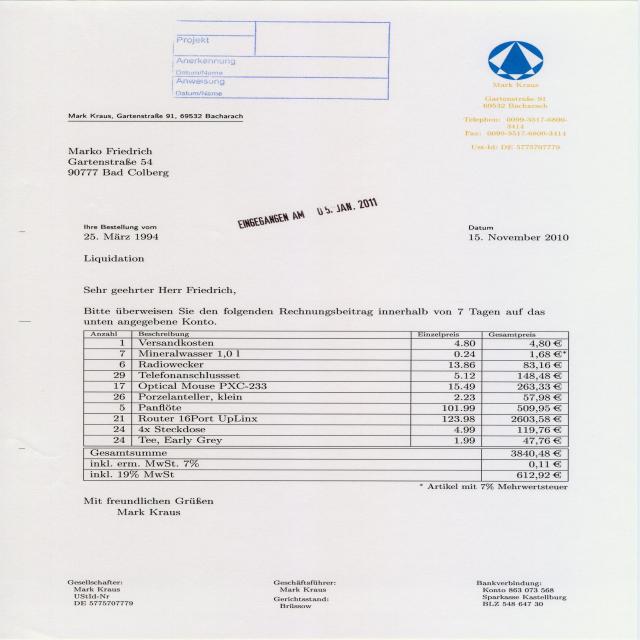 Projekt
Anerkennung
Datum/Name
Anweisung
Datum/Name
Mark Kraus
Gartenstraße 91
69532 Bacharach
Telephon: 0099-3517-6800-
3414
Fax: 0099-3517-6800-3414
Ust-Id: DE 5775707779
Mark Kraus, Gartenstraße 91, 69532 Bacharach
Marko Friedrich
Gartenstraße 54
90777 Bad Colberg
EINGEGANGEN AM 05. JAN. 2011
Ihre Bestellung vom
25. März 1994
Datum
15. November 2010
Liquidation
Sehr geehrter Herr Friedrich,
Bitte überweisen Sie den folgenden Rechnungsbeitrag innerhalb von 7 Tagen auf das
unten angegebene Konto.
Anzahl Beschreibung Einzelpreis Gesamtpreis
1 Versandkosten 4.80 4,80 €
7 Mineralwasser 1,0 l 0.24 1,68 €*
6 Radiowecker 13.86 83,16 €
29 Telefonanschlussset 5.12 148,48 €
17 Optical Mouse PXC-233 15.49 263,33 €
26 Porzelanteller, klein 2.23 57,98 €
5 Panflöte 101.99 509,95 €
21 Router 16Port UpLinx 123.98 2603,58 €
24 4x Steckdose 4.99 119,76 €
24 Tee, Early Grey 1.99 47,76 €
Gesamtsumme 3840,48 €
inkl. erm. MwSt. 7% 0,11 €
inkl. 19% MwSt 612,92 €
* Artikel mit 7% Mehrwertsteuer
Mit freundlichen Grüßen
Mark Kraus
Gesellschafter:
Mark Kraus
UStId-Nr
DE 5775707779
Geschäftsführer:
Mark Kraus
Gerichtsstand:
Brüssow
Bankverbindung:
Konto 863 073 568
Sparkasse Kastellburg
BLZ 548 647 30